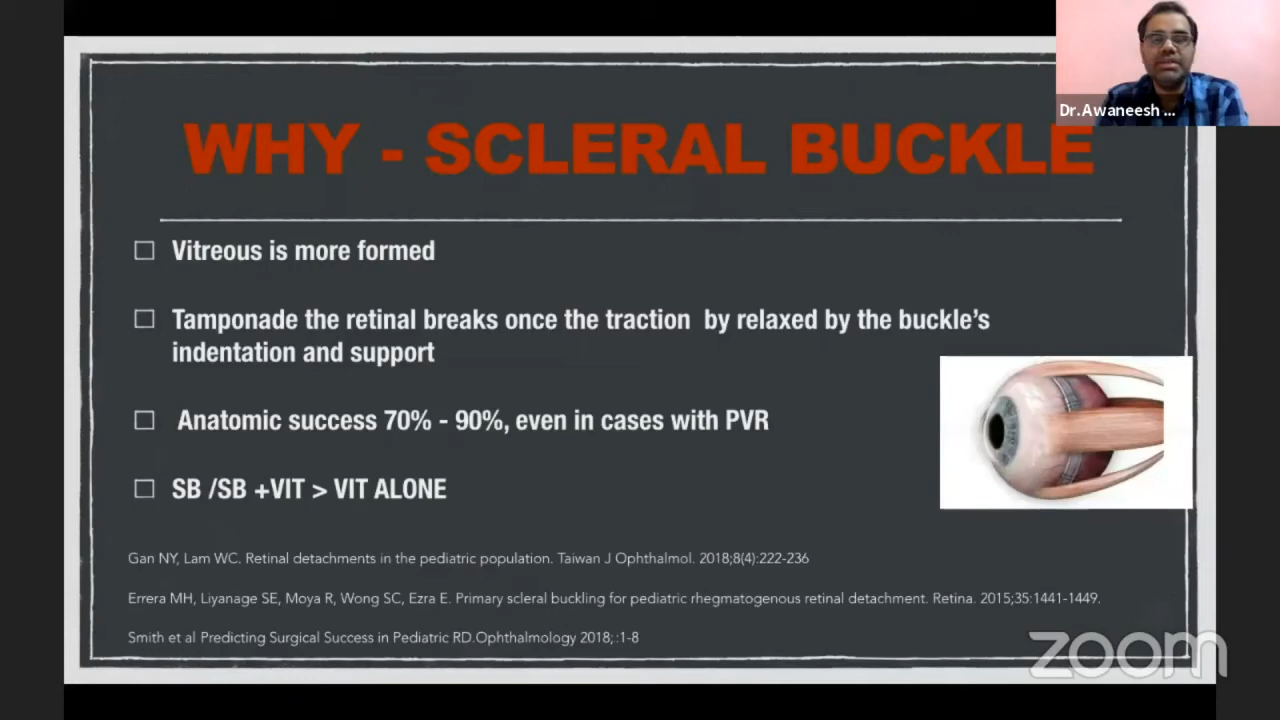 Dr.Awaneesh ...
WHY - SCLERAL BUCKLE
Vitreous is more formed
Tamponade the retinal breaks once the traction by relaxed by the buckle's
indentation and support
Anatomic success 70% - 90%, even in cases with PVR
SB /SB +VIT > VIT ALONE
Gan NY, Lam WC. Retinal detachments in the pediatric population. Taiwan J Ophthalmol. 2018;8(4):222-236
Errera MH, Liyanage SE, Moya R, Wong SC, Ezra E. Primary scleral buckling for pediatric rhegmatogenous retinal detachment. Retina. 2015;35:1441-1449.
Smith et al Predicting Surgical Success in Pediatric RD.Ophthalmology 2018;:1-8
zoom